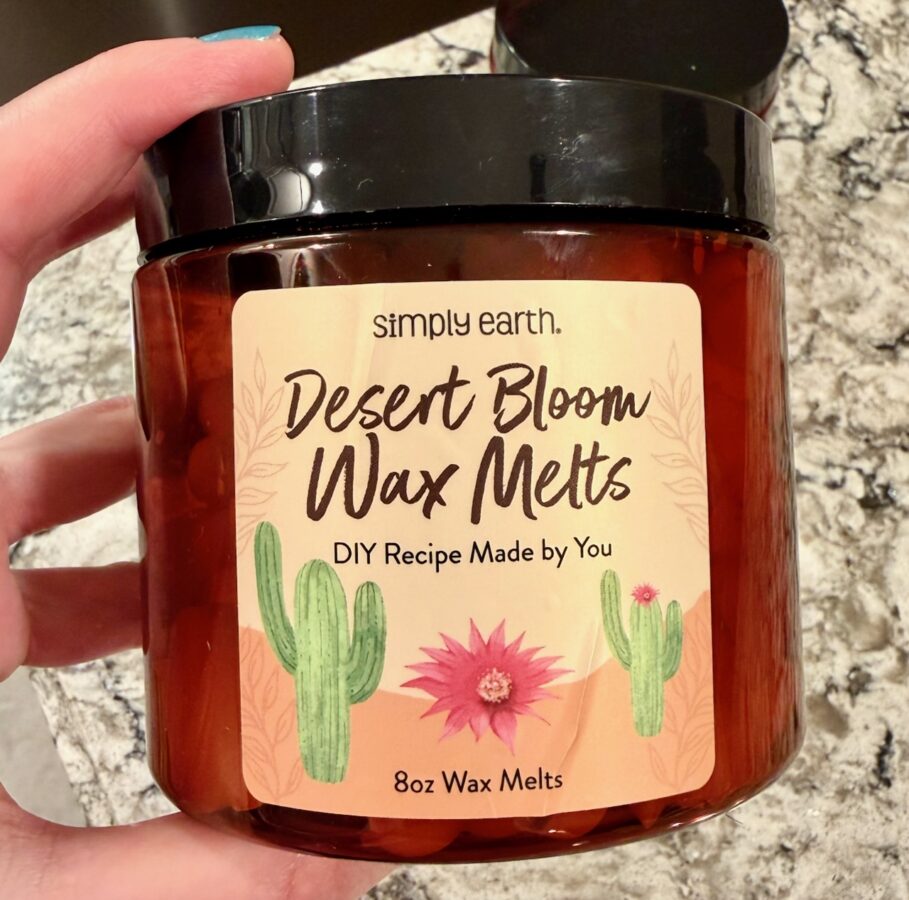 simply earth®
Desert Bloom
Wax Melts
DIY Recipe Made by You
8oz Wax Melts